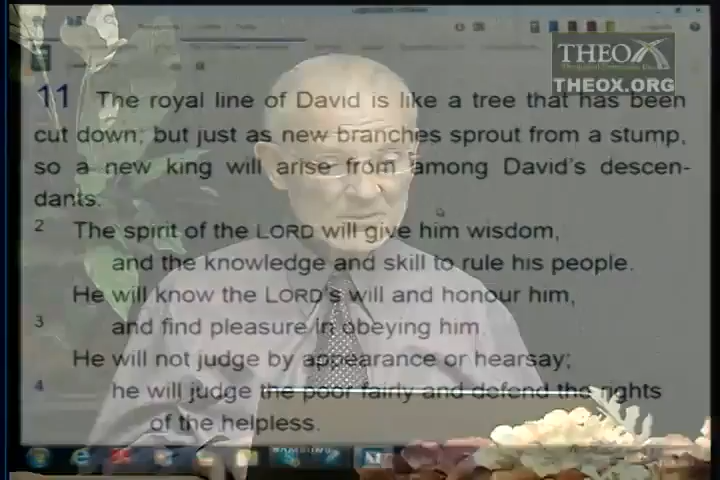 THEOX
THEOX.ORG
11 The royal line of David is like a tree that has been
cut down; but just as new branches sprout from a stump,
so a new king will arise from among David's descen-
dants.
2 The spirit of the LORD will give him wisdom,
and the knowledge and skill to rule his people.
He will know the LORD'S will and honour him,
3 and find pleasure in obeying him.
He will not judge by appearance or hearsay;
4 he will judge the poor fairly and defend the rights
of the helpless.
SAMSUNG